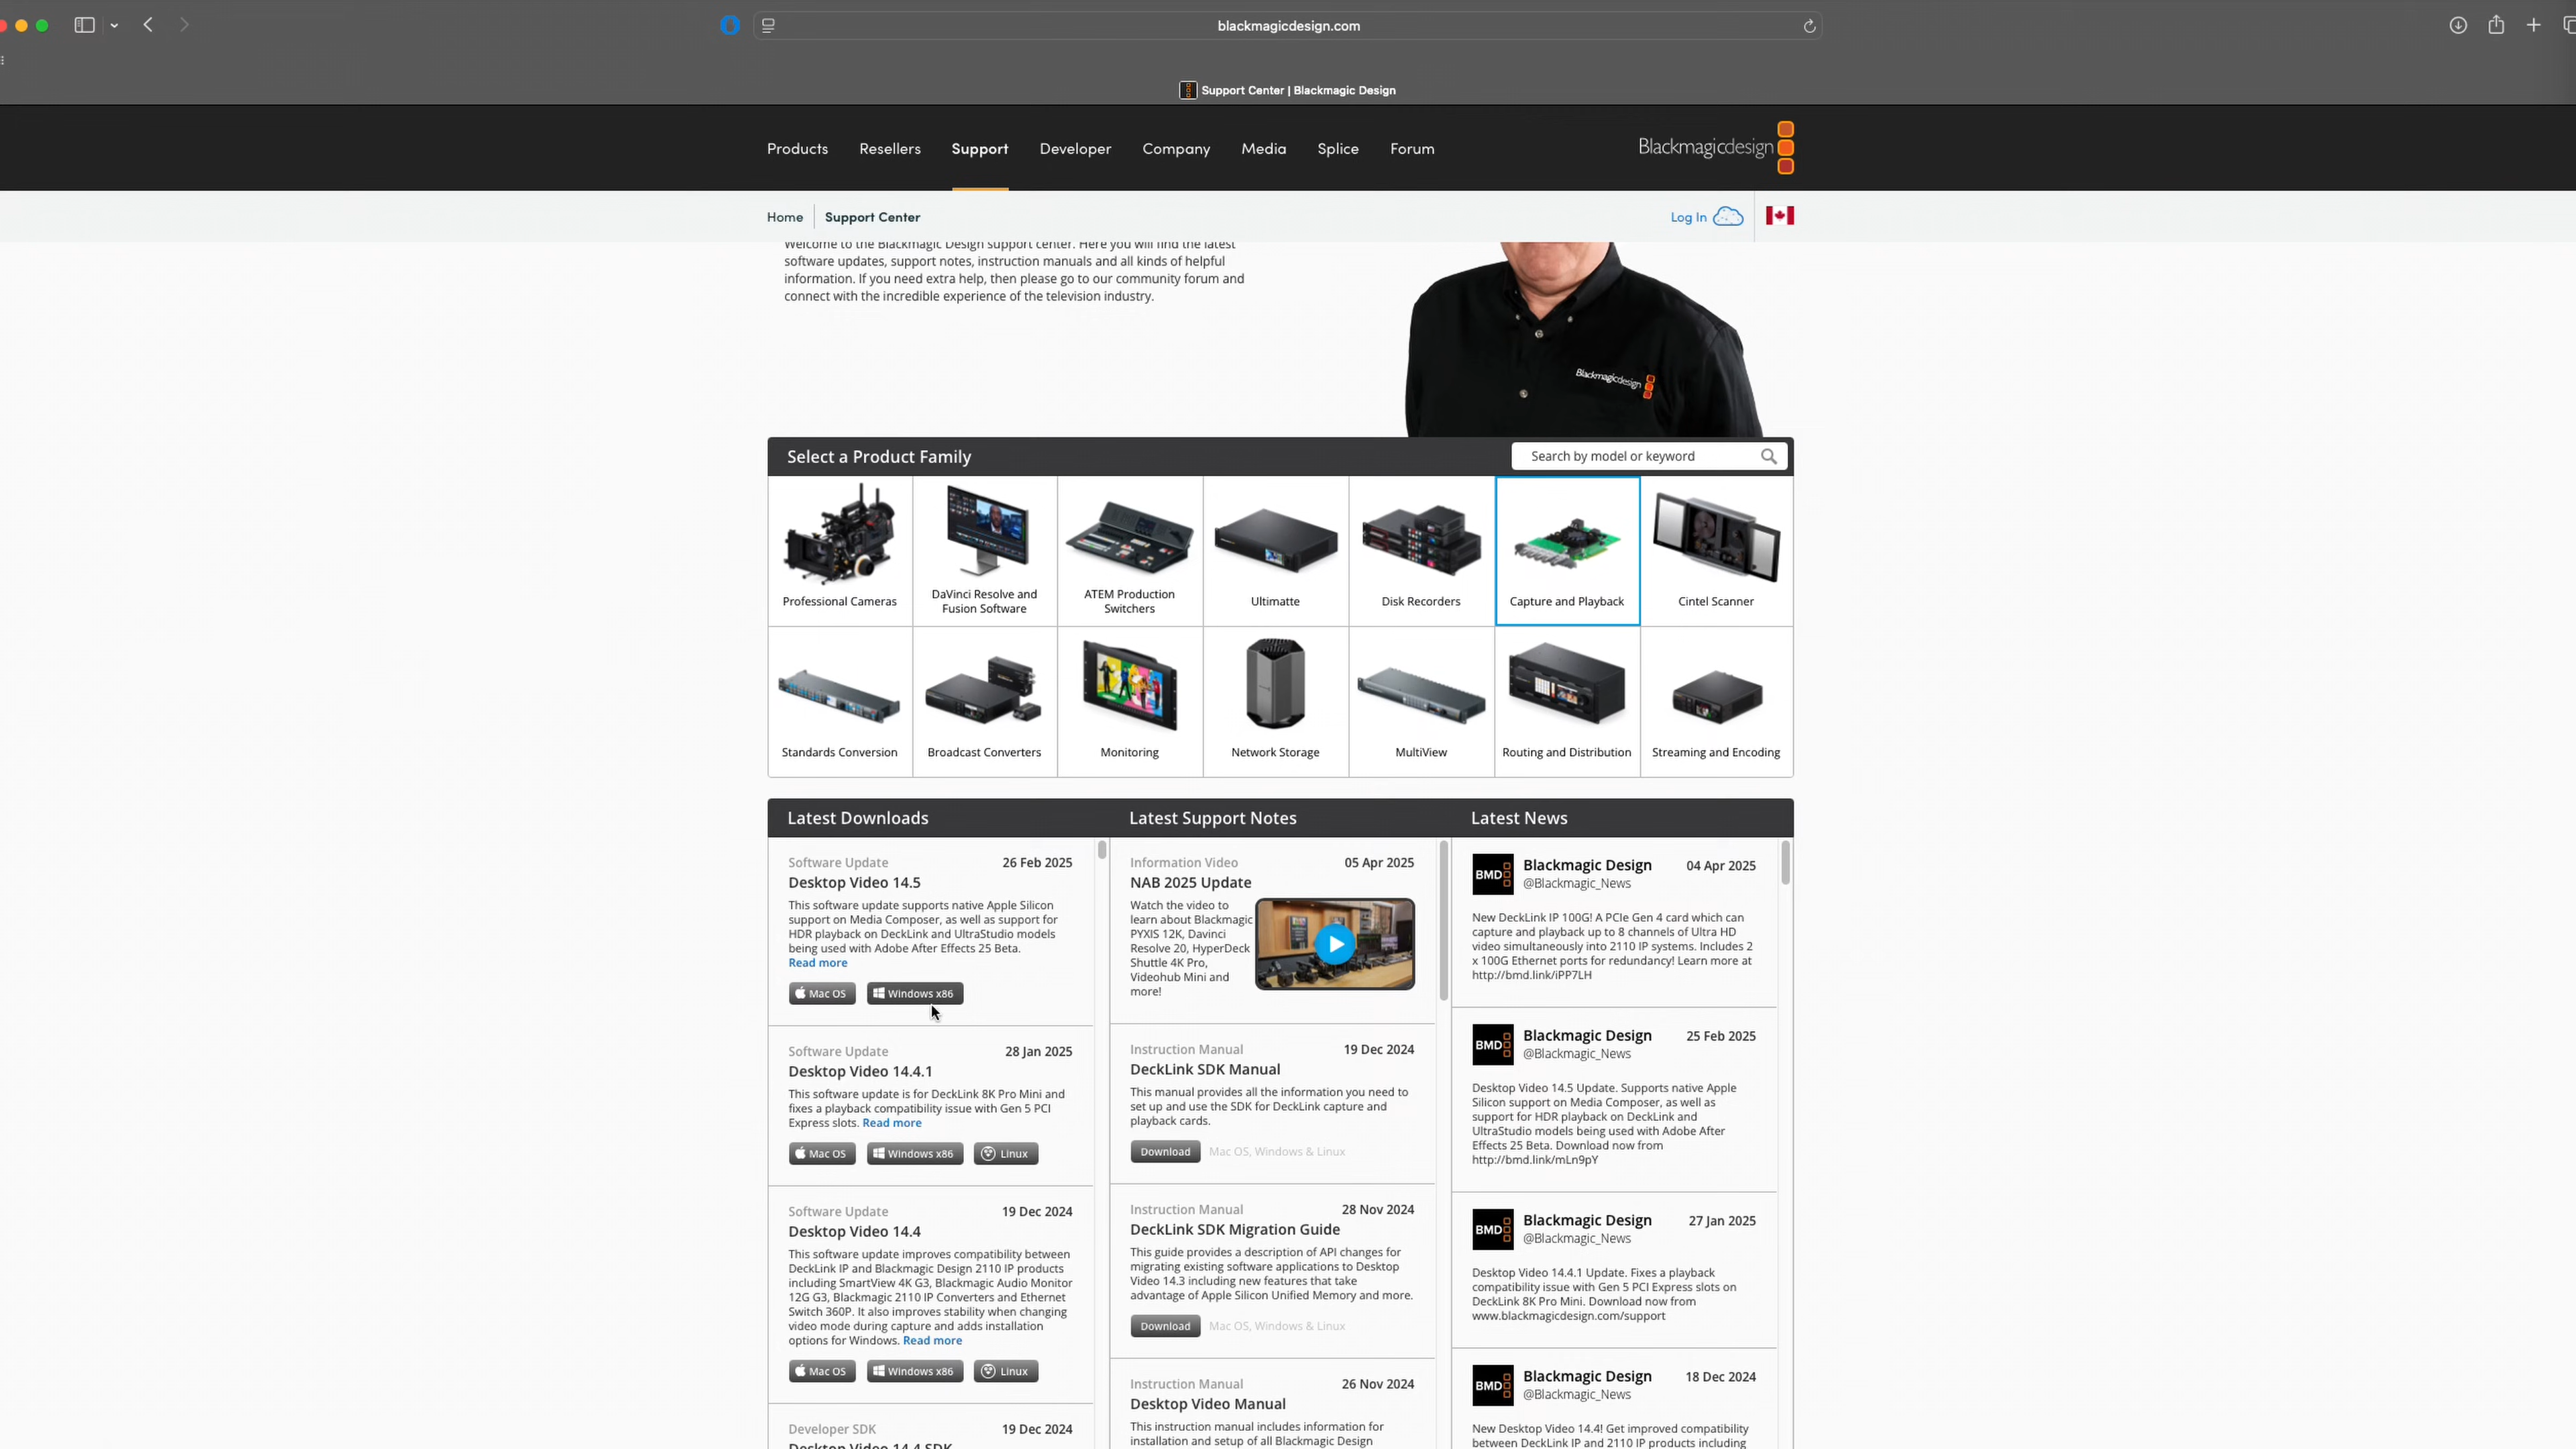 blackmagicdesign.com
Support Center | Blackmagic Design
Products
Resellers
Support
Developer
Company
Media
Splice
Forum
Blackmagicdesign
Home
Support Center
Log In
Welcome to the Blackmagic Design support center. Here you will find the latest
software updates, support notes, instruction manuals and all kinds of helpful
information. If you need extra help, then please go to our community forum and
connect with the incredible experience of the television industry.
Blackmagicdesign
Select a Product Family
Search by model or keyword
Professional Cameras
DaVinci Resolve and
Fusion Software
ATEM Production
Switchers
Ultimatte
Disk Recorders
Capture and Playback
Cintel Scanner
Standards Conversion
Broadcast Converters
Monitoring
Network Storage
MultiView
Routing and Distribution
Streaming and Encoding
Latest Downloads
Software Update
26 Feb 2025
Desktop Video 14.5
This software update supports native Apple Silicon
support on Media Composer, as well as support for
HDR playback on DeckLink and UltraStudio models
being used with Adobe After Effects 25 Beta.
Read more
Mac OS
Windows x86
Software Update
28 Jan 2025
Desktop Video 14.4.1
This software update is for DeckLink 8K Pro Mini and
fixes a playback compatibility issue with Gen 5 PCI
Express slots. Read more
Mac OS
Windows x86
Linux
Software Update
19 Dec 2024
Desktop Video 14.4
This software update improves compatibility between
DeckLink IP and Blackmagic Design 2110 IP products
including SmartView 4K G3, Blackmagic Audio Monitor
12G G3, Blackmagic 2110 IP Converters and Ethernet
Switch 360P. It also improves stability when changing
video mode during capture and adds installation
options for Windows. Read more
Mac OS
Windows x86
Linux
Developer SDK
19 Dec 2024
Desktop Video 14.4 SDK
Latest Support Notes
Information Video
05 Apr 2025
NAB 2025 Update
Watch the video to
learn about Blackmagic
PYXIS 12K, Davinci
Resolve 20, HyperDeck
Shuttle 4K Pro,
Videohub Mini and
more!
Instruction Manual
19 Dec 2024
DeckLink SDK Manual
This manual provides all the information you need to
set up and use the SDK for DeckLink capture and
playback cards.
Download
Mac OS, Windows & Linux
Instruction Manual
28 Nov 2024
DeckLink SDK Migration Guide
This guide provides a description of API changes for
migrating existing software applications to Desktop
Video 14.3 including new features that take
advantage of Apple Silicon Unified Memory and more.
Download
Mac OS, Windows & Linux
Instruction Manual
26 Nov 2024
Desktop Video Manual
This instruction manual includes information for
installation and setup of all Blackmagic Design
Latest News
BMD
Blackmagic Design
04 Apr 2025
@Blackmagic_News
New DeckLink IP 100G! A PCIe Gen 4 card which can
capture and playback up to 8 channels of Ultra HD
video simultaneously into 2110 IP systems. Includes 2
x 100G Ethernet ports for redundancy! Learn more at
http://bmd.link/iPP7LH
BMD
Blackmagic Design
25 Feb 2025
@Blackmagic_News
Desktop Video 14.5 Update. Supports native Apple
Silicon support on Media Composer, as well as
support for HDR playback on DeckLink and
UltraStudio models being used with Adobe After
Effects 25 Beta. Download now from
http://bmd.link/mLn9pY
BMD
Blackmagic Design
27 Jan 2025
@Blackmagic_News
Desktop Video 14.4.1 Update. Fixes a playback
compatibility issue with Gen 5 PCI Express slots on
DeckLink 8K Pro Mini. Download now from
www.blackmagicdesign.com/support
BMD
Blackmagic Design
18 Dec 2024
@Blackmagic_News
New Desktop Video 14.4! Get improved compatibility
between DeckLink IP and 2110 IP products including